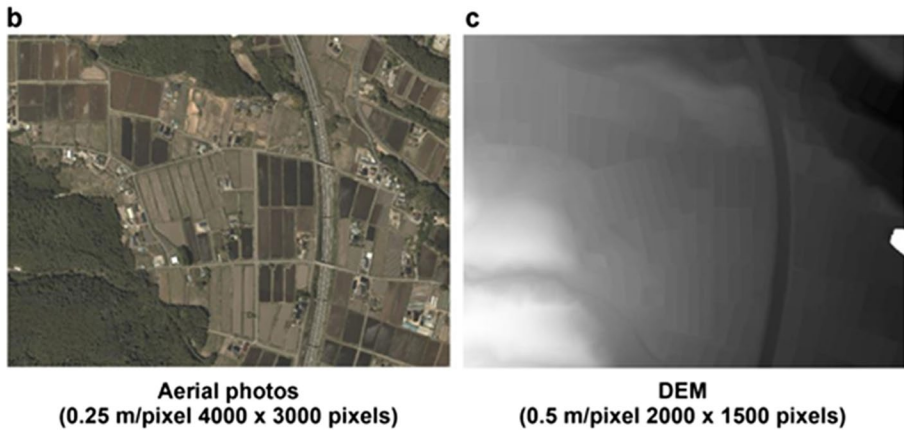 b
c
Aerial photos
(0.25 m/pixel 4000 x 3000 pixels)
DEM
(0.5 m/pixel 2000 x 1500 pixels)